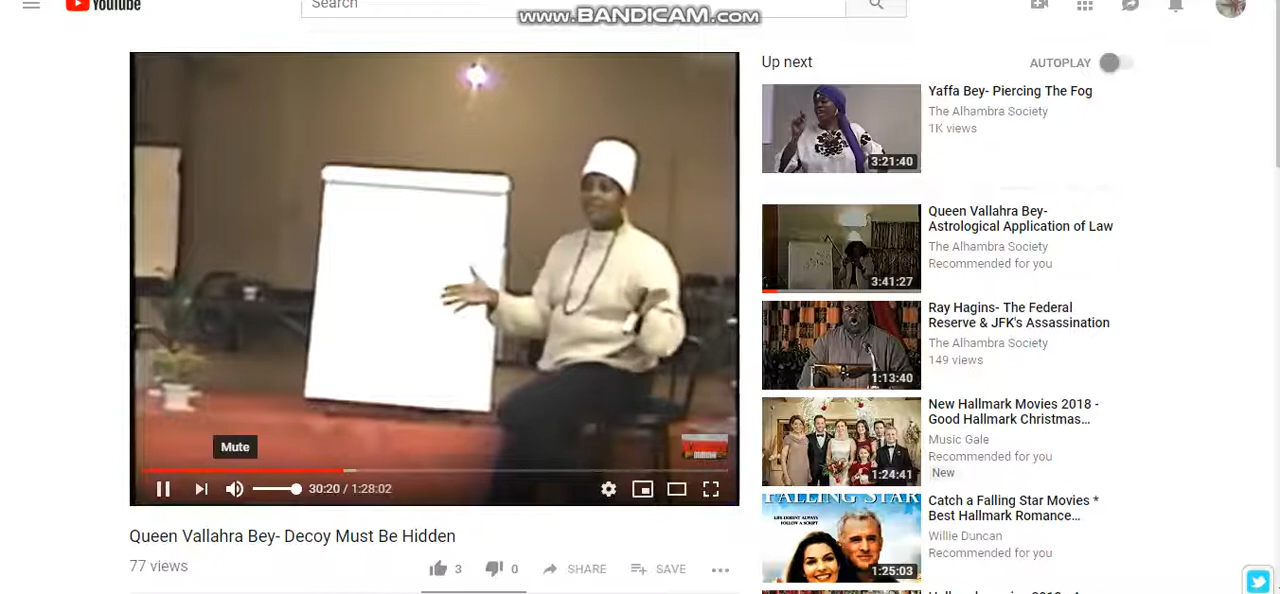 YouTube
Search
www.BANDICAM.com
Up next
AUTOPLAY
Yaffa Bey- Piercing The Fog
The Alhambra Society
1K views
3:21:40
Queen Vallahra Bey-
Astrological Application of Law
The Alhambra Society
Recommended for you
3:41:27
Ray Hagins- The Federal
Reserve & JFK's Assassination
The Alhambra Society
149 views
1:13:40
New Hallmark Movies 2018 -
Good Hallmark Christmas...
Music Gale
Recommended for you
New
1:24:41
Catch a Falling Star Movies *
Best Hallmark Romance...
Willie Duncan
Recommended for you
FALLING STAR
1:25:03
Mute
30:20 / 1:28:02
Queen Vallahra Bey- Decoy Must Be Hidden
77 views
3
0
SHARE
SAVE